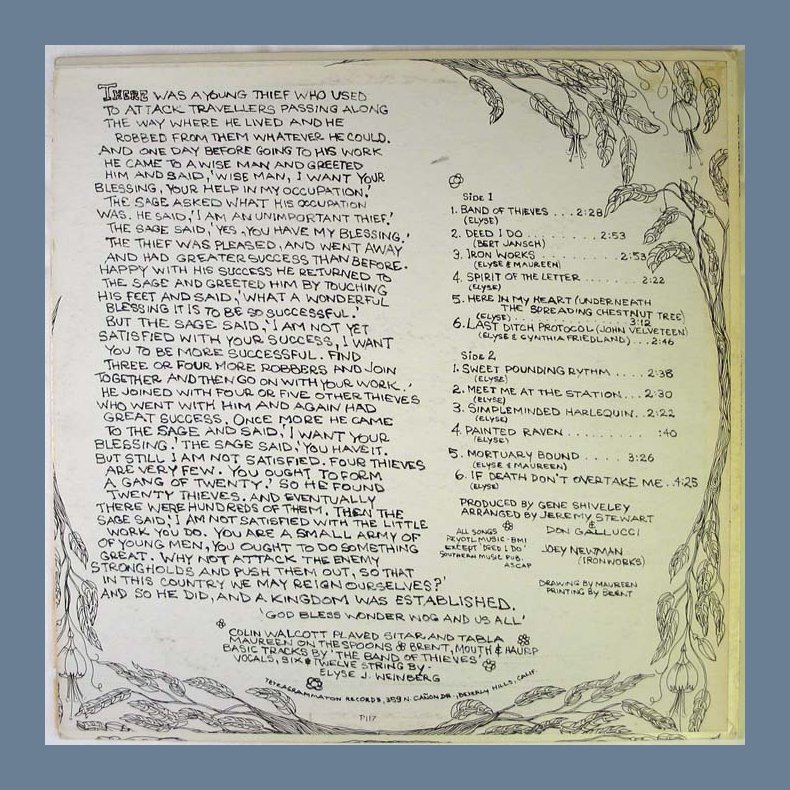 THERE WAS A YOUNG THIEF WHO USED
TO ATTACK TRAVELLERS PASSING ALONG
THE WAY WHERE HE LIVED AND HE
ROBBED FROM THEM WHATEVER HE COULD.
AND ONE DAY BEFORE GOING TO HIS WORK
HE CAME TO A WISE MAN AND GREETED
HIM AND SAID, 'WISE MAN, I WANT YOUR
BLESSING, YOUR HELP IN MY OCCUPATION.'
THE SAGE ASKED WHAT HIS OCCUPATION
WAS. HE SAID, 'I AM AN UNIMPORTANT THIEF.'
THE SAGE SAID, 'YES, YOU HAVE MY BLESSING.'
THE THIEF WAS PLEASED, AND WENT AWAY
AND HAD GREATER SUCCESS THAN BEFORE.
HAPPY WITH HIS SUCCESS HE RETURNED TO
THE SAGE AND GREETED HIM BY TOUCHING
HIS FEET AND SAID, 'WHAT A WONDERFUL
BLESSING IT IS TO BE SO SUCCESSFUL.'
BUT THE SAGE SAID, 'I AM NOT YET
SATISFIED WITH YOUR SUCCESS, I WANT
YOU TO BE MORE SUCCESSFUL. FIND
THREE OR FOUR MORE ROBBERS AND JOIN
TOGETHER AND THEN GO ON WITH YOUR WORK.'
HE JOINED WITH FOUR OR FIVE OTHER THIEVES
WHO WENT WITH HIM AND AGAIN HAD
GREAT SUCCESS. ONCE MORE HE CAME
TO THE SAGE AND SAID, 'I WANT YOUR
BLESSING.' THE SAGE SAID, 'YOU HAVE IT.
BUT STILL I AM NOT SATISFIED. FOUR THIEVES
ARE VERY FEW. YOU OUGHT TO FORM
A GANG OF TWENTY.' SO HE FOUND
TWENTY THIEVES. AND EVENTUALLY
THERE WERE HUNDREDS OF THEM. THEN THE
SAGE SAID, 'I AM NOT SATISFIED WITH THE LITTLE
WORK YOU DO. YOU ARE A SMALL ARMY OF
OF YOUNG MEN, YOU OUGHT TO DO SOMETHING
GREAT. WHY NOT ATTACK THE ENEMY
STRONGHOLDS AND PUSH THEM OUT, SO THAT
IN THIS COUNTRY WE MAY REIGN OURSELVES?'
AND SO HE DID, AND A KINGDOM WAS ESTABLISHED.
'GOD BLESS WONDER WOG AND US ALL'
COLIN WALCOTT PLAYED SITAR AND TABLA
MAUREEN ON THE SPOONS & BRENT, MOUTH & HAURP
BASIC TRACKS BY 'THE BAND OF THIEVES'
VOCALS, SIX & TWELVE STRING BY -
ELYSE J. WEINBERG
TETRAGRAMMATON RECORDS, 359 N. CAÑON DR., BEVERLY HILLS, CALIF.
P117
SIDE 1
1. BAND OF THIEVES ... 2:28
(ELYSE)
2. DEED I DO .......... 2:53
(BERT JANSCH)
3. IRON WORKS .......... 2:53
(ELYSE & MAUREEN)
4. SPIRIT OF THE LETTER ........ 2:22
5. HERE IN MY HEART (UNDERNEATH
THE SPREADING CHESTNUT TREE)
(ELYSE) .................. 3:12
6. LAST DITCH PROTOCOL (JOHN VELVETEEN)
(ELYSE & CYNTHIA FRIEDLAND) ... 2:46
SIDE 2
1. SWEET POUNDING RYTHM .... 2:38
(ELYSE)
2. MEET ME AT THE STATION ... 2:30
(ELYSE)
3. SIMPLEMINDED HARLEQUIN .. 2:22
(ELYSE)
4. PAINTED RAVEN .......... :40
(ELYSE)
5. MORTUARY BOUND .... 3:26
(ELYSE & MAUREEN)
6. IF DEATH DON'T OVERTAKE ME .. 4:25
(ELYSE)
PRODUCED BY GENE SHIVELEY
ARRANGED BY JEREMY STEWART
&
DON GALLUCCI
JOEY NEWMAN
(IRONWORKS)
ALL SONGS
PEVOTL MUSIC - BMI
EXCEPT 'DEED I DO'
SOUTHERN MUSIC PUB.
ASCAP
DRAWING BY MAUREEN
PRINTING BY BRENT